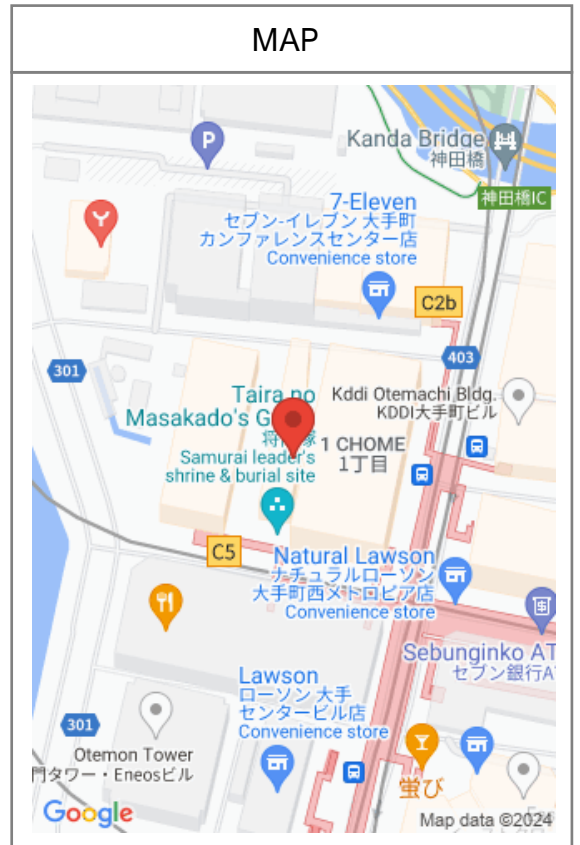 MAP
P
Kanda Bridge
神田橋
神田橋IC
7-Eleven
セブン-イレブン 大手町
カンファレンスセンター店
Convenience store
C2b
403
301
Taira no
Masakado's G
将
塚
Samurai leader's
shrine & burial site
Kddi Otemachi Bldg.
KDDI大手町ビル
1 CHOME
1丁目
C5
Natural Lawson
ナチュラルローソン
大手町西メトロピア店
Convenience store
Sebunginko AT
セブン銀行A
Lawson
ローソン 大手
センタービル店
Convenience store
301
Otemon Tower
門タワー・Eneosビル
蛍び
Google
Map data ©2024